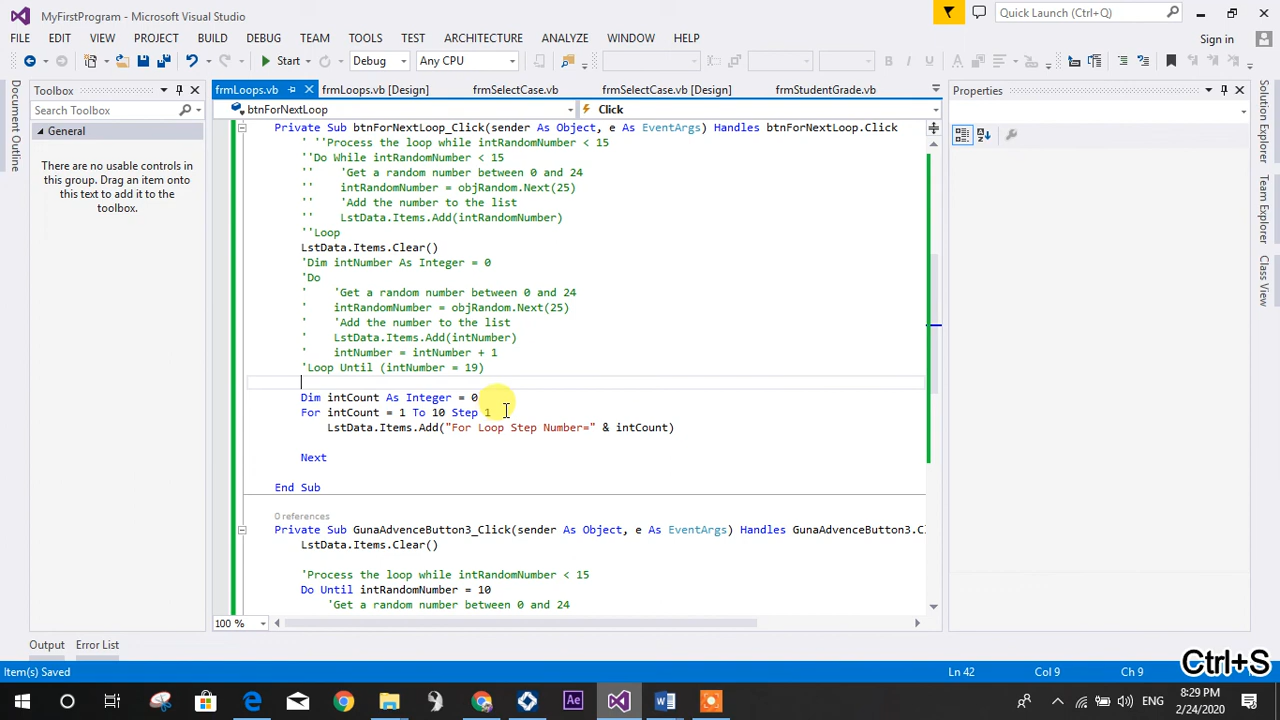 MyFirstProgram - Microsoft Visual Studio
Quick Launch (Ctrl+Q)
FILE EDIT VIEW PROJECT BUILD DEBUG TEAM TOOLS TEST ARCHITECTURE ANALYZE WINDOW HELP
Sign in
Start Debug Any CPU
Document Outline
Toolbox
Search Toolbox
General
There are no usable controls in
this group. Drag an item onto
this text to add it to the
toolbox.
frmLoops.vb frmLoops.vb [Design] frmSelectCase.vb frmSelectCase.vb [Design] frmStudentGrade.vb
btnForNextLoop Click
Private Sub btnForNextLoop_Click(sender As Object, e As EventArgs) Handles btnForNextLoop.Click
' ''Process the loop while intRandomNumber < 15
''Do While intRandomNumber < 15
'' 'Get a random number between 0 and 24
'' intRandomNumber = objRandom.Next(25)
'' 'Add the number to the list
'' LstData.Items.Add(intRandomNumber)
''Loop
LstData.Items.Clear()
'Dim intNumber As Integer = 0
'Do
' 'Get a random number between 0 and 24
' intRandomNumber = objRandom.Next(25)
' 'Add the number to the list
' LstData.Items.Add(intNumber)
' intNumber = intNumber + 1
'Loop Until (intNumber = 19)
Dim intCount As Integer = 0
For intCount = 1 To 10 Step 1
LstData.Items.Add("For Loop Step Number=" & intCount)
Next
End Sub
0 references
Private Sub GunaAdvenceButton3_Click(sender As Object, e As EventArgs) Handles GunaAdvenceButton3.Cl
LstData.Items.Clear()
'Process the loop while intRandomNumber < 15
Do Until intRandomNumber = 10
'Get a random number between 0 and 24
100 %
Properties
Solution Explorer
Team Explorer
Class View
Output Error List
Item(s) Saved
Ln 42 Col 9 Ch 9
Ctrl+S
ENG
8:29 PM
2/24/2020